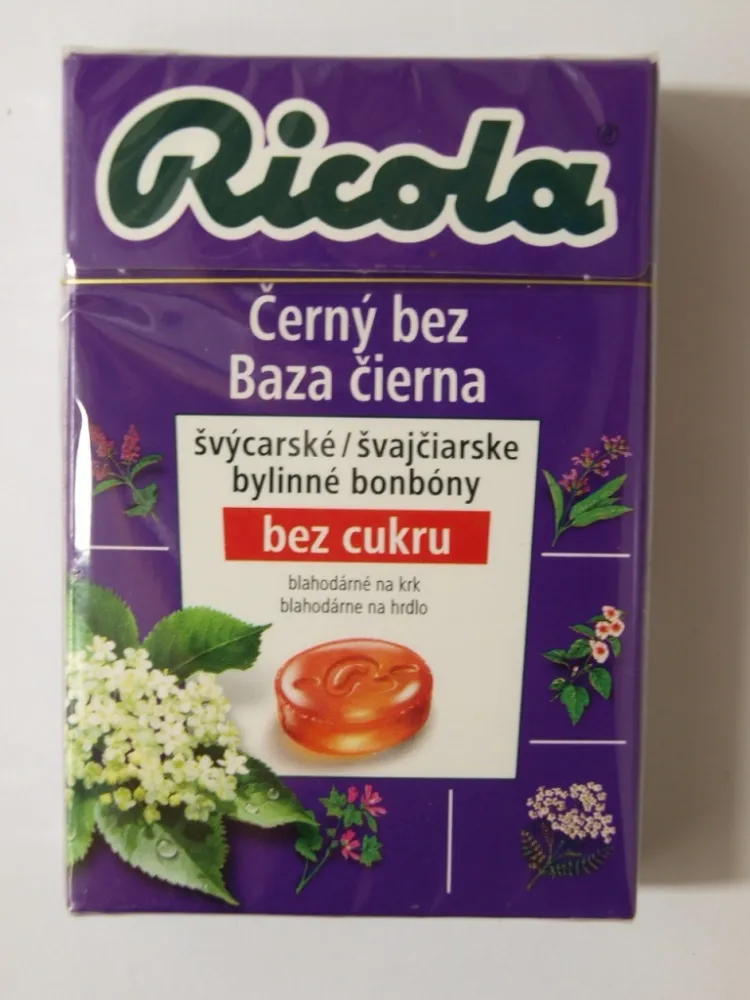 Ricola®
Černý bez
Baza čierna
švýcarské / švajčiarske
bylinné bonbóny
bez cukru
blahodárné na krk
blahodárne na hrdlo